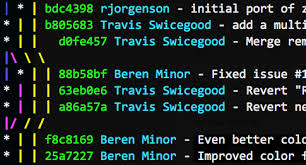 | * | | bdc4398 rjorgenson - initial port of z
| * | | b805683 Travis Swicegood - add a multi
| | | d0fe457 Travis Swicegood - Merge rem
|\ \ \
| * | | 88b58bf Beren Minor - Fixed issue #1
| * | | 63eb0e6 Travis Swicegood - Revert "R
| * | | a86a57a Travis Swicegood - Revert ne
|/ / /
* | | f8c8169 Beren Minor - Even better colo
* | | 25a7227 Beren Minor - Improved color